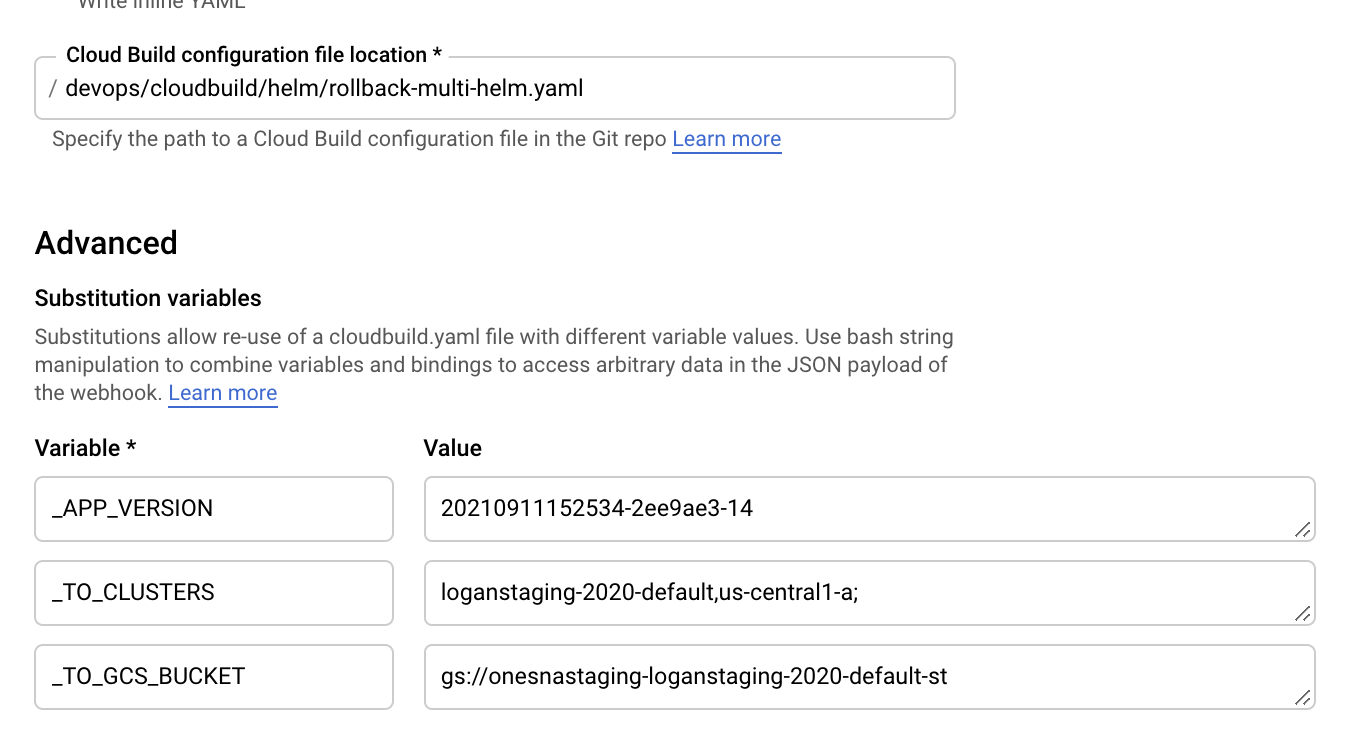 Write inline YAML
Cloud Build configuration file location *
/ devops/cloudbuild/helm/rollback-multi-helm.yaml
Specify the path to a Cloud Build configuration file in the Git repo Learn more
Advanced
Substitution variables
Substitutions allow re-use of a cloudbuild.yaml file with different variable values. Use bash string
manipulation to combine variables and bindings to access arbitrary data in the JSON payload of
the webhook. Learn more
Variable * Value
_APP_VERSION 20210911152534-2ee9ae3-14
_TO_CLUSTERS loganstaging-2020-default,us-central1-a;
_TO_GCS_BUCKET gs://onesnastaging-loganstaging-2020-default-st